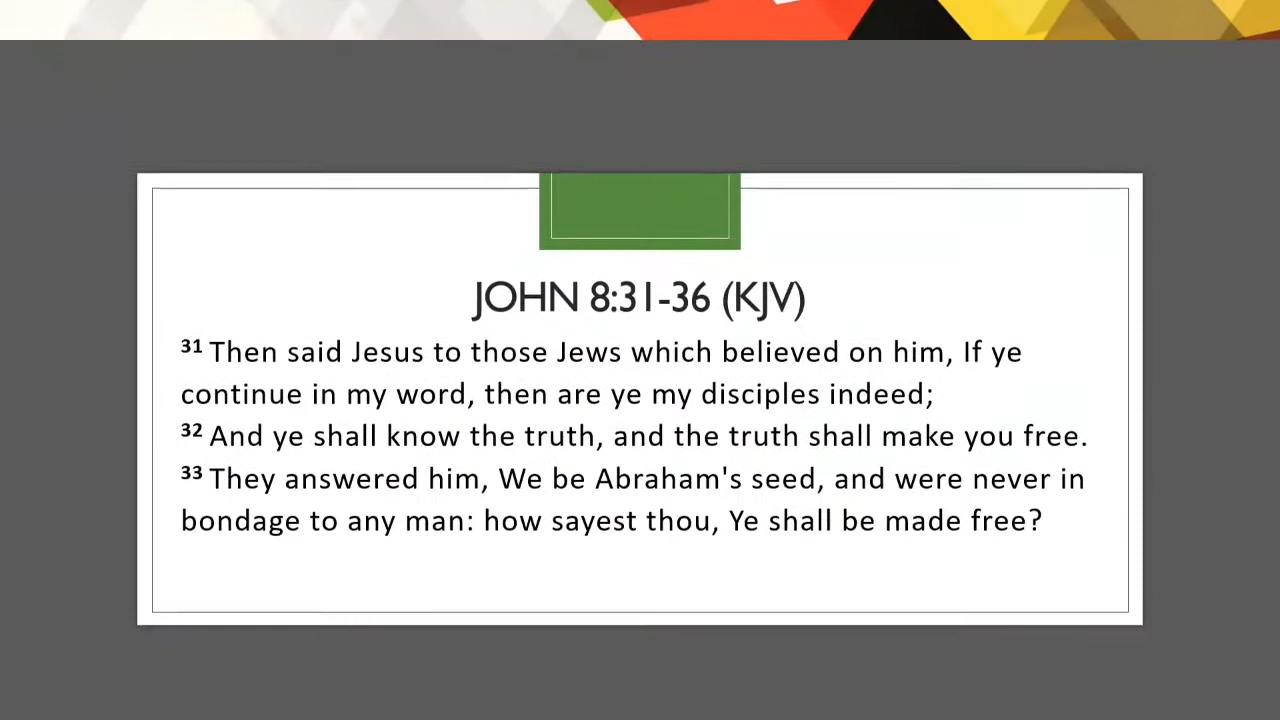 JOHN 8:31-36 (KJV)
31 Then said Jesus to those Jews which believed on him, If ye
continue in my word, then are ye my disciples indeed;
32 And ye shall know the truth, and the truth shall make you free.
33 They answered him, We be Abraham's seed, and were never in
bondage to any man: how sayest thou, Ye shall be made free?